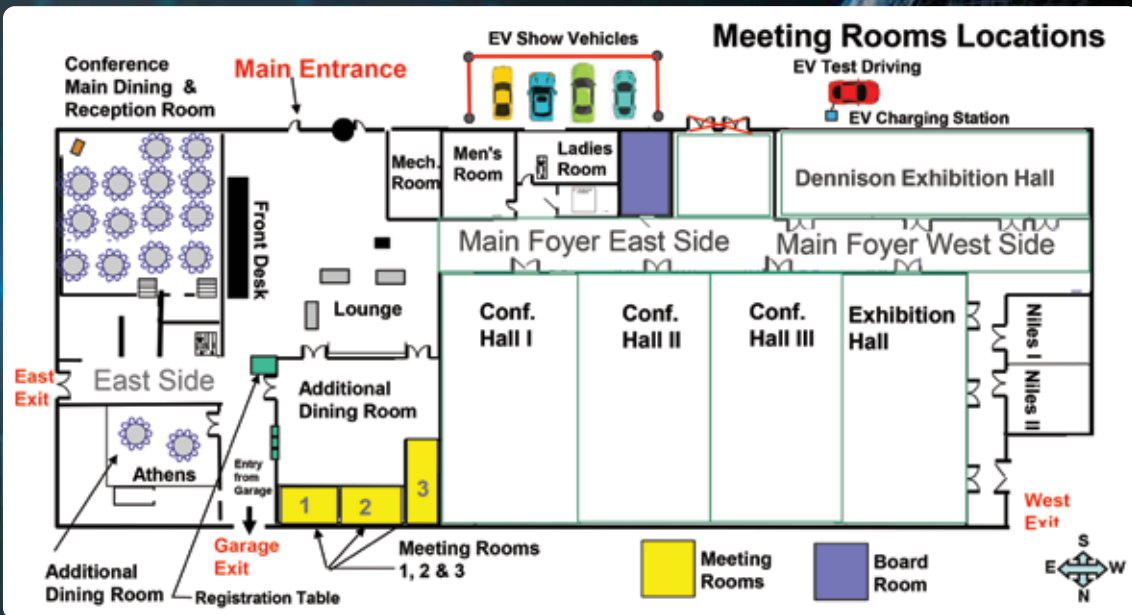 Meeting Rooms Locations
EV Show Vehicles
Conference
Main Dining &
Reception Room
Main Entrance
EV Test Driving
EV Charging Station
Mech.
Room
Men's
Room
Ladies
Room
Dennison Exhibition Hall
Front Desk
Main Foyer East Side
Main Foyer West Side
Lounge
Conf.
Hall I
Conf.
Hall II
Conf.
Hall III
Exhibition
Hall
Niles I
Niles II
East
Exit
East Side
Additional
Dining Room
Athens
Entry
from
Garage
1
2
3
Garage
Exit
Meeting Rooms
1, 2 & 3
Additional
Dining Room
Registration Table
Meeting
Rooms
Board
Room
West
Exit
S
E
W
N